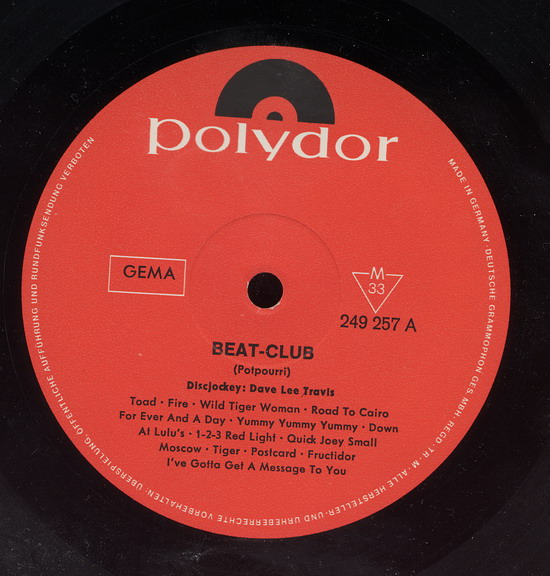 polydor
GEMA
M
33
249 257 A
BEAT-CLUB
(Potpourri)
Discjockey: Dave Lee Travis
Toad · Fire · Wild Tiger Woman · Road To Cairo
For Ever And A Day · Yummy Yummy Yummy · Down
At Lulu's · 1-2-3 Red Light · Quick Joey Small
Moscow · Tiger · Postcard · Fructidor
I've Gotta Get A Message To You
MADE IN GERMANY · DEUTSCHE GRAMMOPHON GES. MBH. · REGD. TR. M. · ALLE HERSTELLER- UND URHEBERRECHTE VORBEHALTEN · ÜBERSPIELUNG, ÖFFENTLICHE AUFFÜHRUNG UND RUNDFUNKSENDUNG VERBOTEN